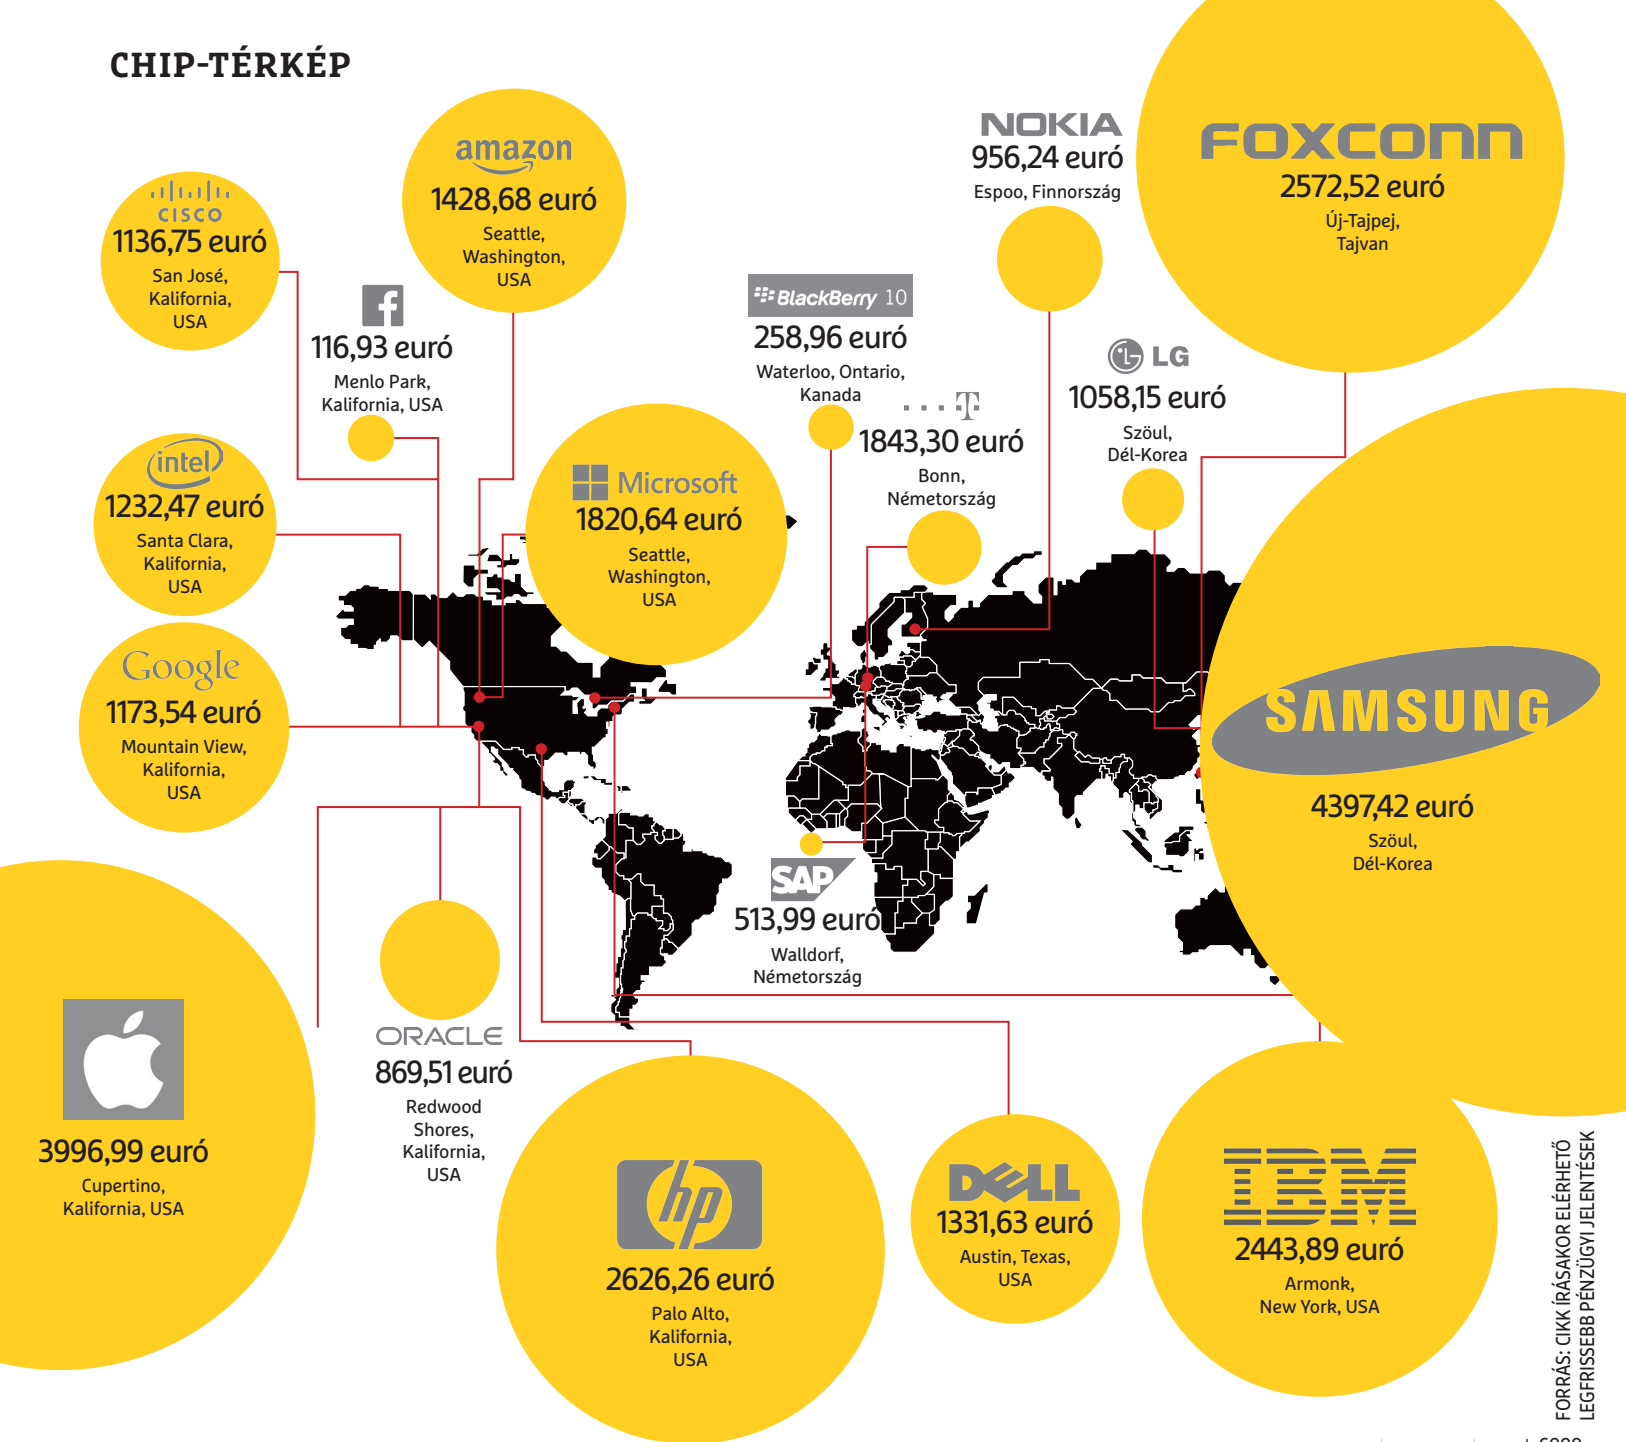 CHIP-TÉRKÉP
amazon
1428,68 euró
Seattle,
Washington,
USA
CISCO
1136,75 euró
San José,
Kalifornia,
USA
116,93 euró
Menlo Park,
Kalifornia, USA
intel
1232,47 euró
Santa Clara,
Kalifornia,
USA
Google
1173,54 euró
Mountain View,
Kalifornia,
USA
Microsoft
1820,64 euró
Seattle,
Washington,
USA
BlackBerry 10
258,96 euró
Waterloo, Ontario,
Kanada
T
1843,30 euró
Bonn,
Németország
NOKIA
956,24 euró
Espoo, Finnország
LG
1058,15 euró
Szöul,
Dél-Korea
FOXCONN
2572,52 euró
Új-Tajpej,
Tajvan
SAMSUNG
4397,42 euró
Szöul,
Dél-Korea
SAP
513,99 euró
Walldorf,
Németország
3996,99 euró
Cupertino,
Kalifornia, USA
ORACLE
869,51 euró
Redwood
Shores,
Kalifornia,
USA
hp
2626,26 euró
Palo Alto,
Kalifornia,
USA
DELL
1331,63 euró
Austin, Texas,
USA
IBM
2443,89 euró
Armonk,
New York, USA
FORRÁS: CIKK ÍRÁSAKOR ELÉRHETŐ
LEGFRISSEBB PÉNZÜGYI JELENTÉSEK